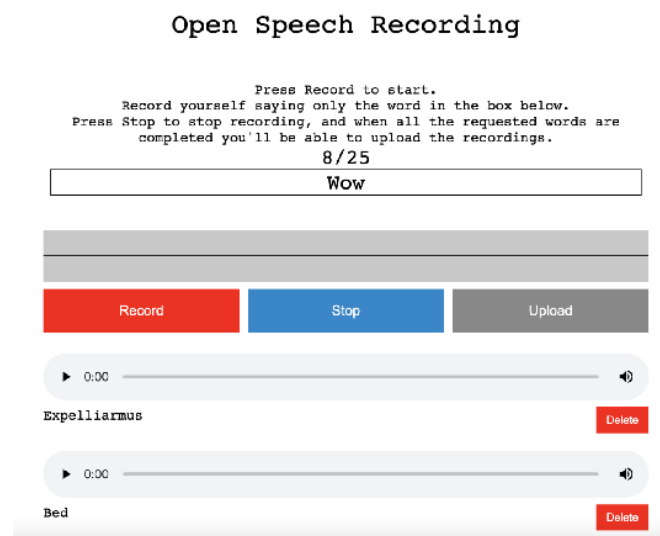 Open Speech Recording
Press Record to start.
Record yourself saying only the word in the box below.
Press Stop to stop recording, and when all the requested words are
completed you'll be able to upload the recordings.
8/25
Wow
Record Stop Upload
0:00
Expelliarmus Delete
0:00
Bed Delete